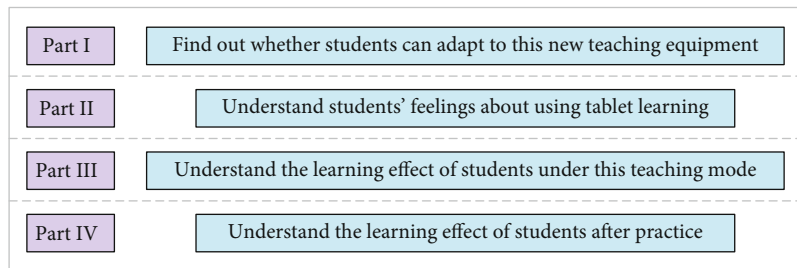 Part I
Find out whether students can adapt to this new teaching equipment
Part II
Understand students' feelings about using tablet learning
Part III
Understand the learning effect of students under this teaching mode
Part IV
Understand the learning effect of students after practice